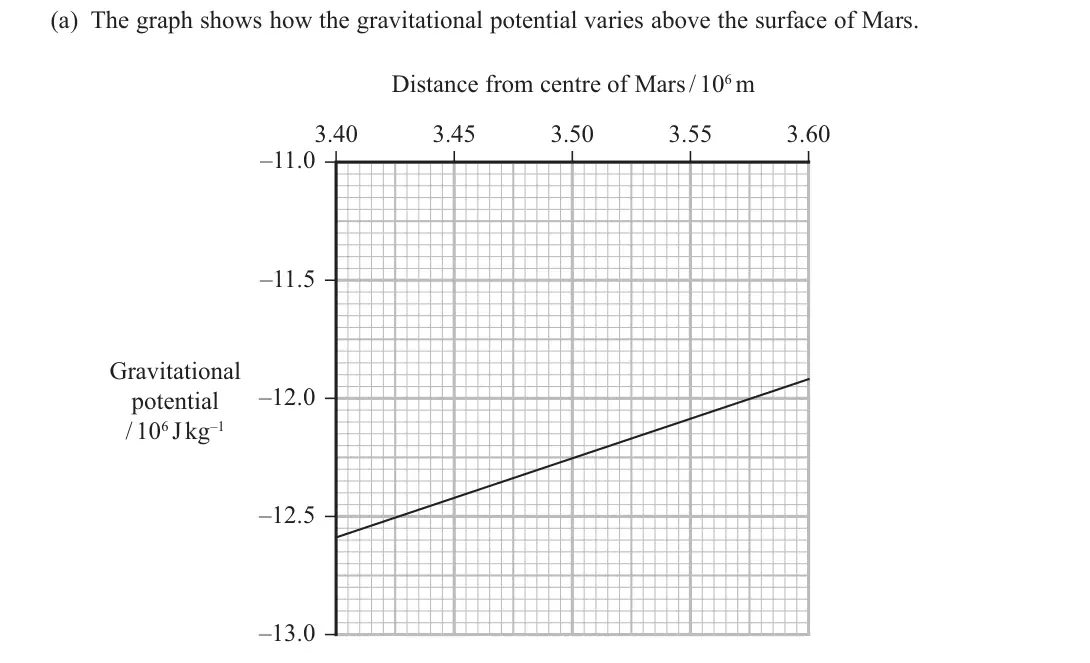 (a) The graph shows how the gravitational potential varies above the surface of Mars.
Distance from centre of Mars / 10⁶ m
3.40 3.45 3.50 3.55 3.60
–11.0
–11.5
Gravitational
potential
/ 10⁶ J kg⁻¹
–12.0
–12.5
–13.0